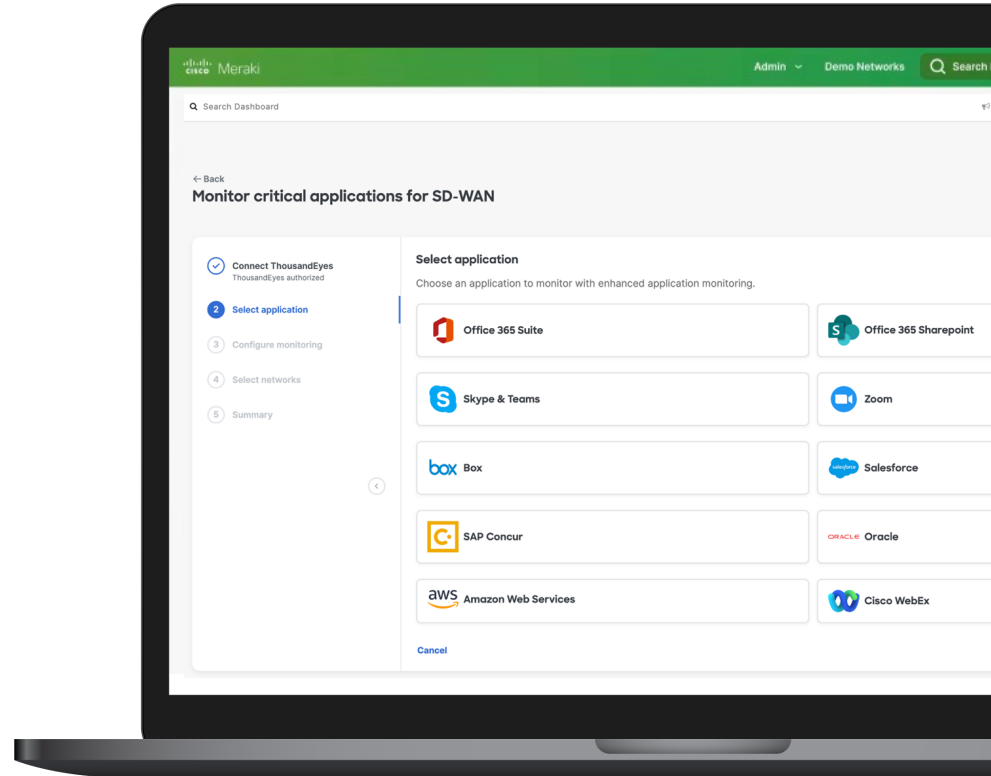 cisco Meraki
Admin
Demo Networks
Search
Search Dashboard
← Back
Monitor critical applications for SD-WAN
Connect ThousandEyes
ThousandEyes authorized
2 Select application
3 Configure monitoring
4 Select networks
5 Summary
Select application
Choose an application to monitor with enhanced application monitoring.
Office 365 Suite
S Office 365 Sharepoint
S Skype & Teams
Zoom
box Box
salesforce Salesforce
C SAP Concur
ORACLE Oracle
aws Amazon Web Services
Cisco WebEx
Cancel